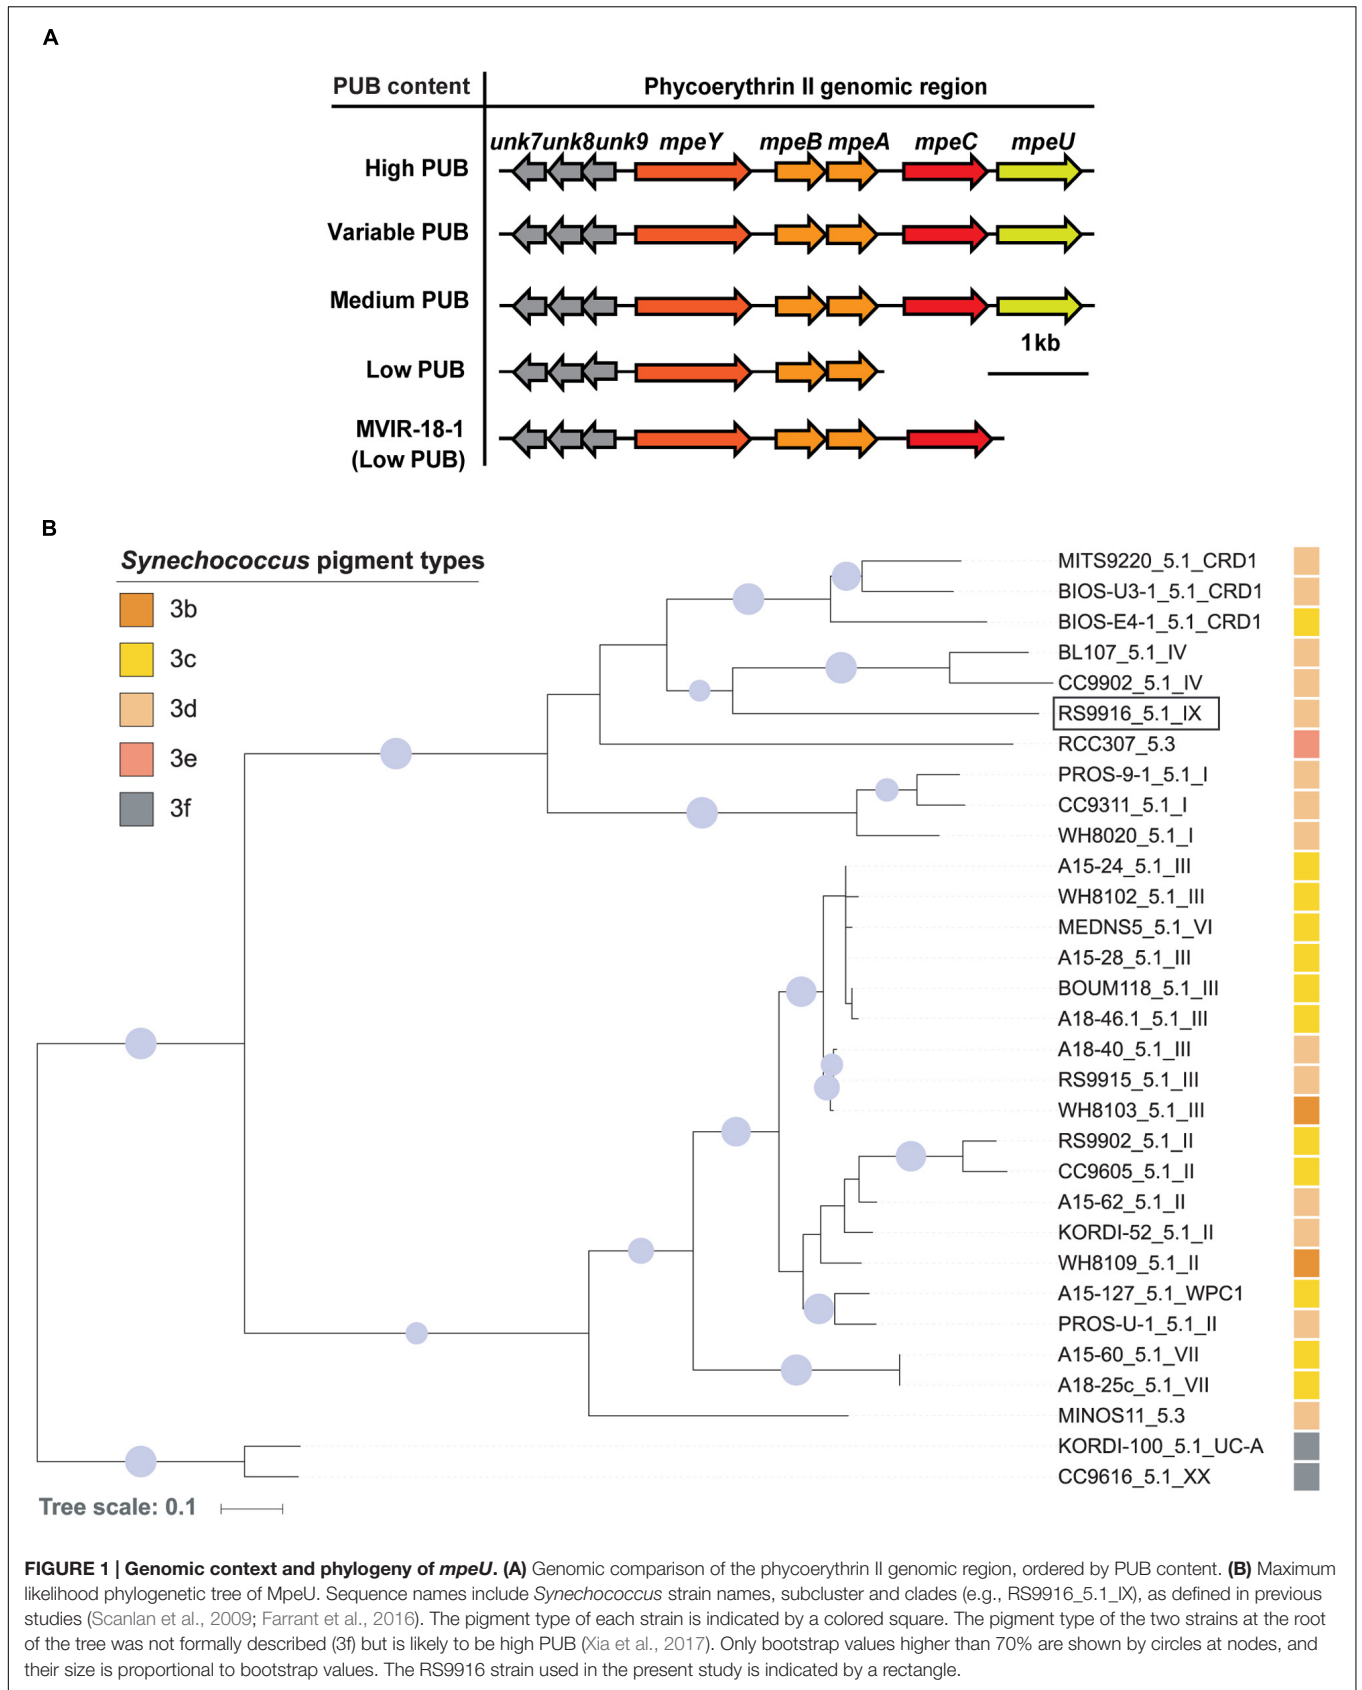 A
PUB content
Phycoerythrin II genomic region
unk7 unk8 unk9 mpeY mpeB mpeA mpeC mpeU
High PUB
Variable PUB
Medium PUB
1kb
Low PUB
MVIR-18-1
(Low PUB)
B
Synechococcus pigment types
3b
3c
3d
3e
3f
MITS9220_5.1_CRD1
BIOS-U3-1_5.1_CRD1
BIOS-E4-1_5.1_CRD1
BL107_5.1_IV
CC9902_5.1_IV
RS9916_5.1_IX
RCC307_5.3
PROS-9-1_5.1_I
CC9311_5.1_I
WH8020_5.1_I
A15-24_5.1_III
WH8102_5.1_III
MEDNS5_5.1_VI
A15-28_5.1_III
BOUM118_5.1_III
A18-46.1_5.1_III
A18-40_5.1_III
RS9915_5.1_III
WH8103_5.1_III
RS9902_5.1_II
CC9605_5.1_II
A15-62_5.1_II
KORDI-52_5.1_II
WH8109_5.1_II
A15-127_5.1_WPC1
PROS-U-1_5.1_II
A15-60_5.1_VII
A18-25c_5.1_VII
MINOS11_5.3
KORDI-100_5.1_UC-A
CC9616_5.1_XX
Tree scale: 0.1
FIGURE 1 | Genomic context and phylogeny of mpeU. (A) Genomic comparison of the phycoerythrin II genomic region, ordered by PUB content. (B) Maximum
likelihood phylogenetic tree of MpeU. Sequence names include Synechococcus strain names, subcluster and clades (e.g., RS9916_5.1_IX), as defined in previous
studies (Scanlan et al., 2009; Farrant et al., 2016). The pigment type of each strain is indicated by a colored square. The pigment type of the two strains at the root
of the tree was not formally described (3f) but is likely to be high PUB (Xia et al., 2017). Only bootstrap values higher than 70% are shown by circles at nodes, and
their size is proportional to bootstrap values. The RS9916 strain used in the present study is indicated by a rectangle.